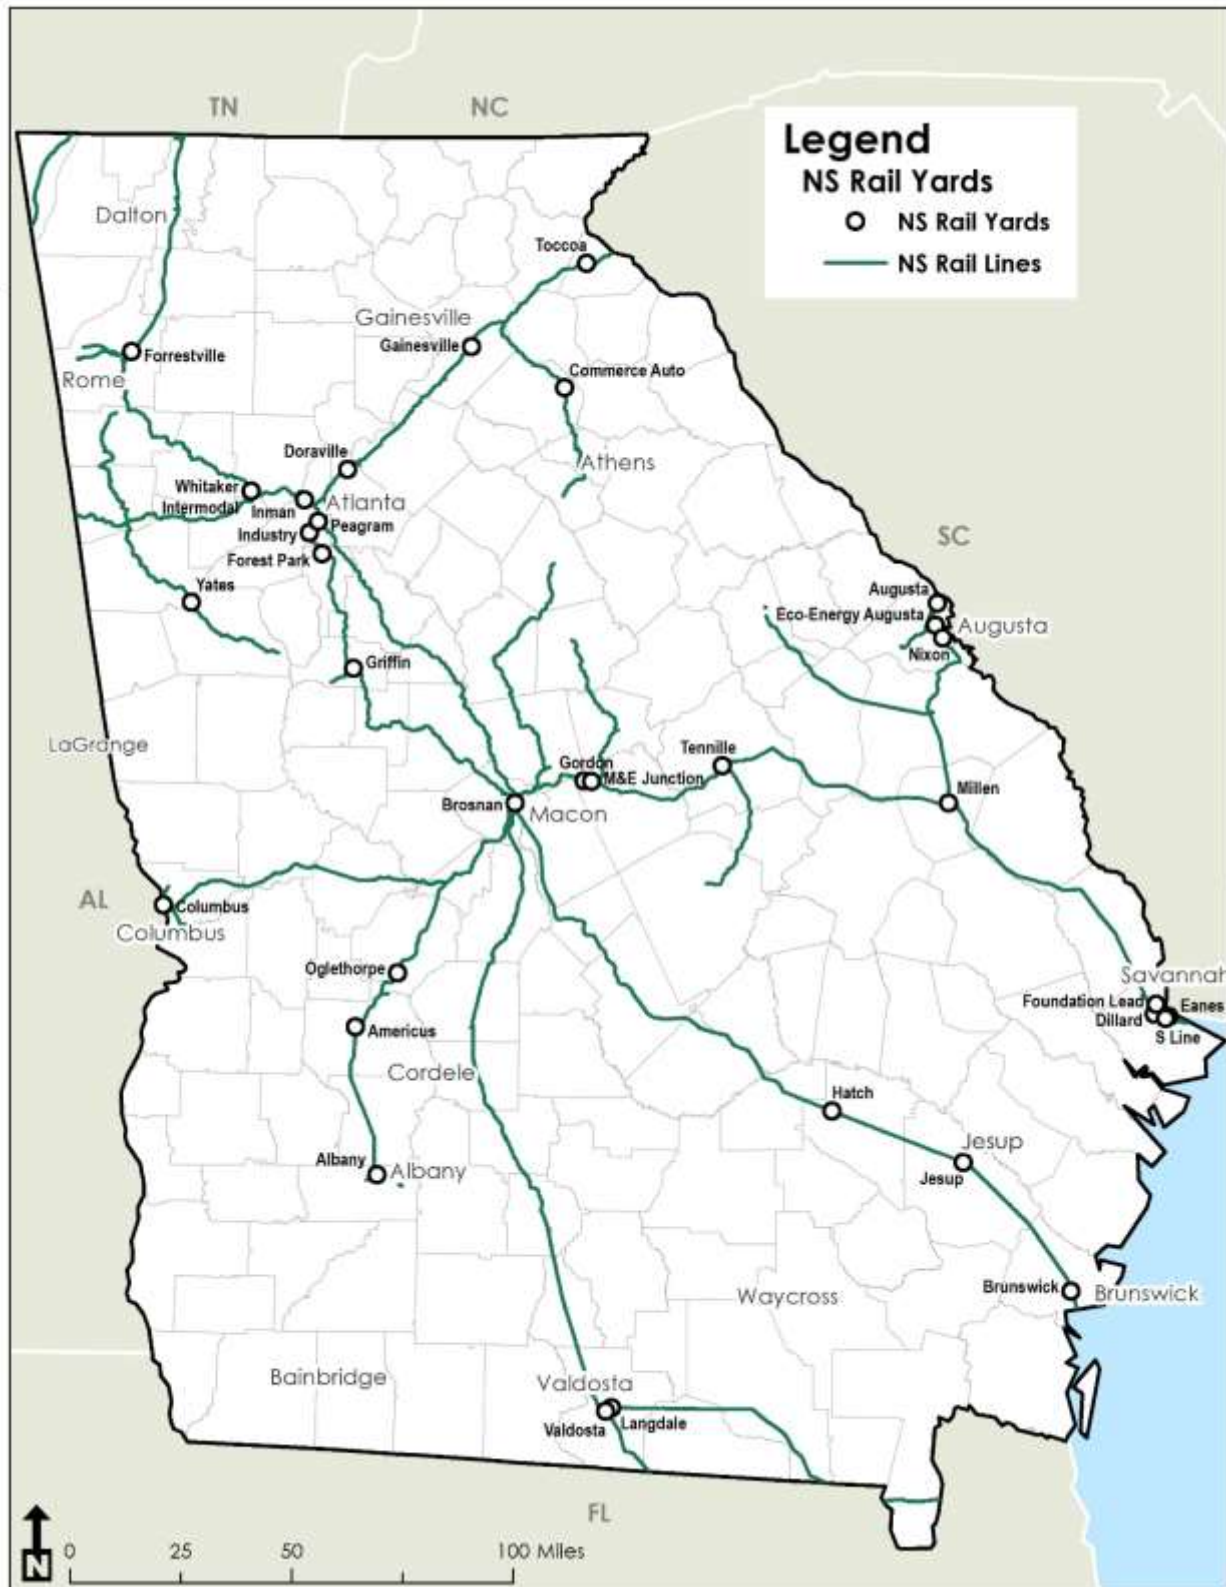 TN
NC
Legend
NS Rail Yards
NS Rail Yards
NS Rail Lines
Dalton
Toccoa
Gainesville
Gainesville
Forrestville
Rome
Commerce Auto
Doraville
Athens
Whitaker
Intermodal
Inman
Atlanta
Peagram
Industry
Forest Park
SC
Yates
Augusta
Eco-Energy Augusta
Augusta
Nixon
Griffin
LaGrange
Gordon
M&E Junction
Tennille
Millen
Brosnan
Macon
AL
Columbus
Columbus
Oglethorpe
Savannah
Foundation Lead
Eanes
Dillard
S Line
Americus
Cordele
Hatch
Jesup
Jesup
Albany
Albany
Brunswick
Brunswick
Waycross
Bainbridge
Valdosta
Langdale
Valdosta
FL
N
0 25 50 100 Miles